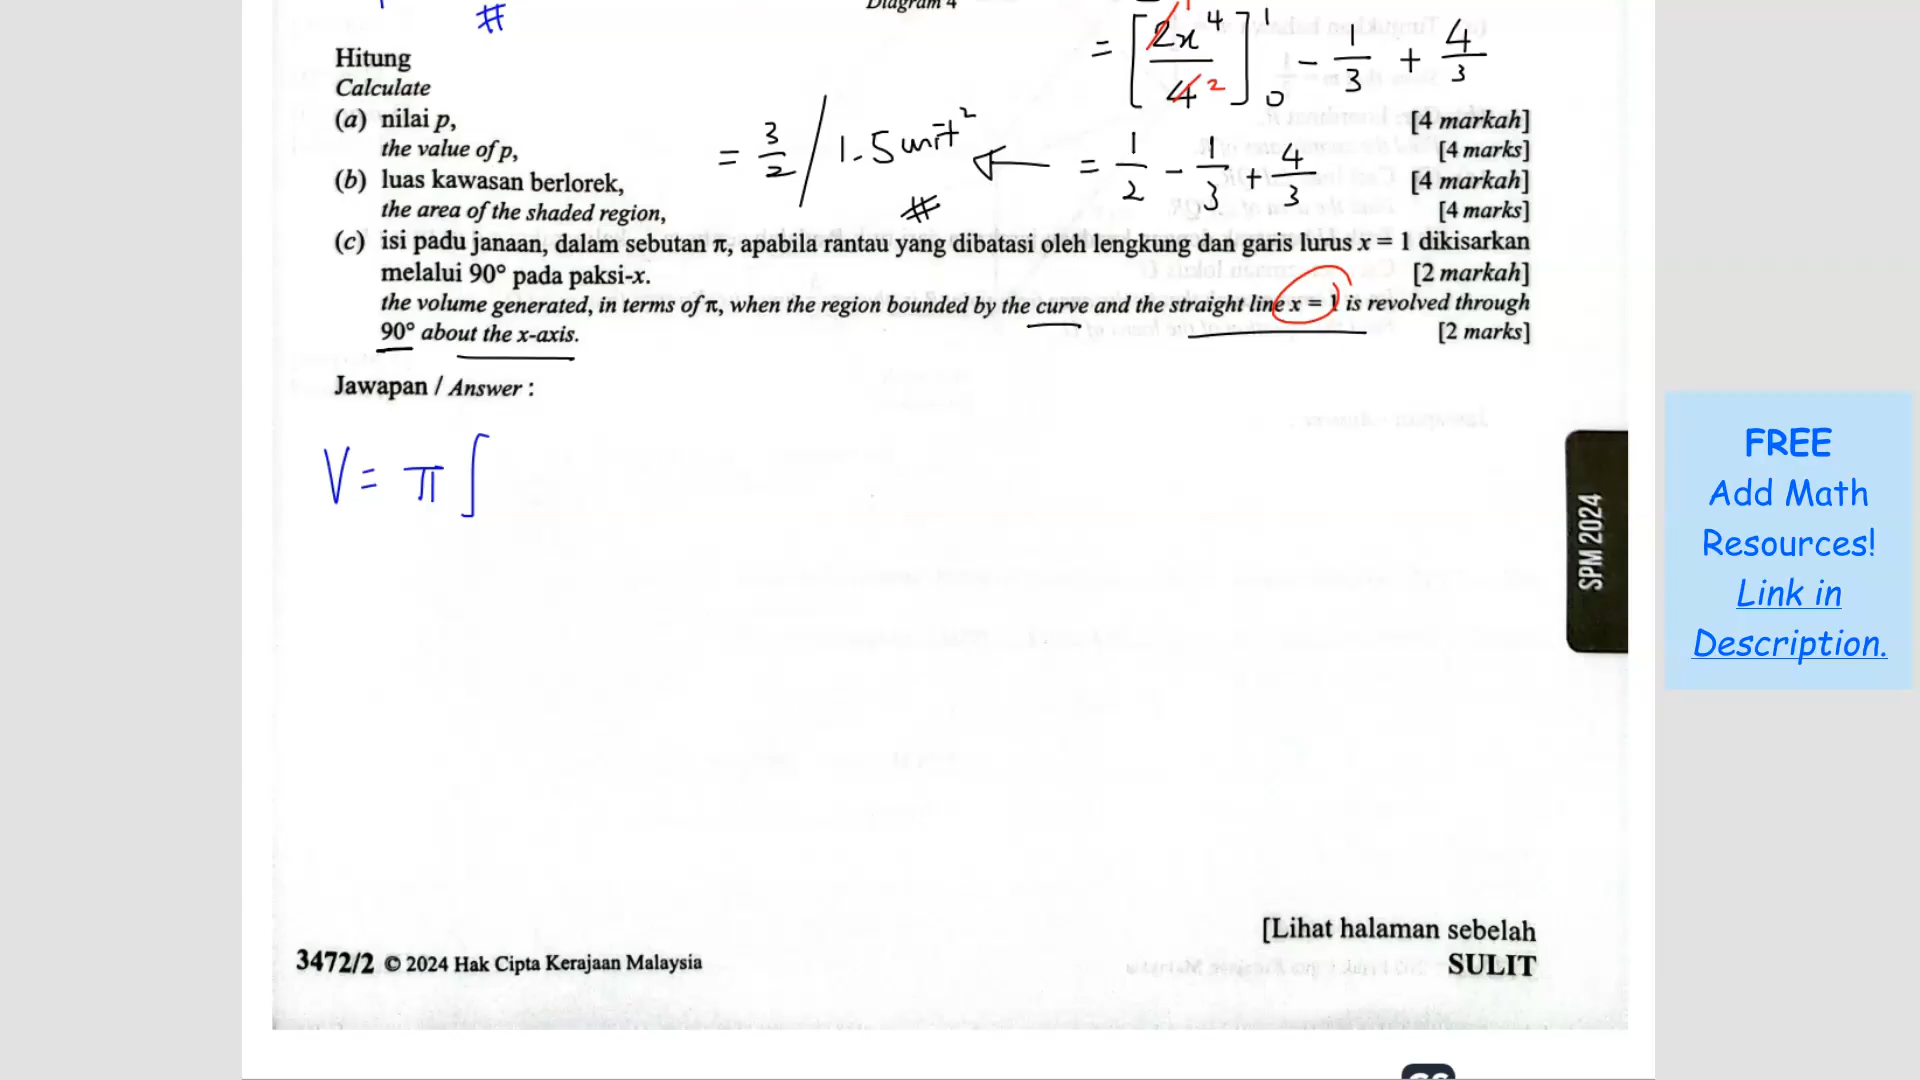 Diagram 4
#
= [2x⁴/4 2]₀¹ - 1/3 + 4/3
Hitung
Calculate
(a) nilai p, [4 markah]
the value of p, [4 marks]
= 3/2 / 1.5 unit² ← = 1/2 - 1/3 + 4/3
#
(b) luas kawasan berlorek, [4 markah]
the area of the shaded region, [4 marks]
(c) isi padu janaan, dalam sebutan π, apabila rantau yang dibatasi oleh lengkung dan garis lurus x = 1 dikisarkan
melalui 90° pada paksi-x. [2 markah]
the volume generated, in terms of π, when the region bounded by the curve and the straight line x = 1 is revolved through
90° about the x-axis. [2 marks]
Jawapan / Answer :
V = π ∫
SPM 2024
FREE
Add Math
Resources!
Link in
Description.
[Lihat halaman sebelah
3472/2 © 2024 Hak Cipta Kerajaan Malaysia
SULIT